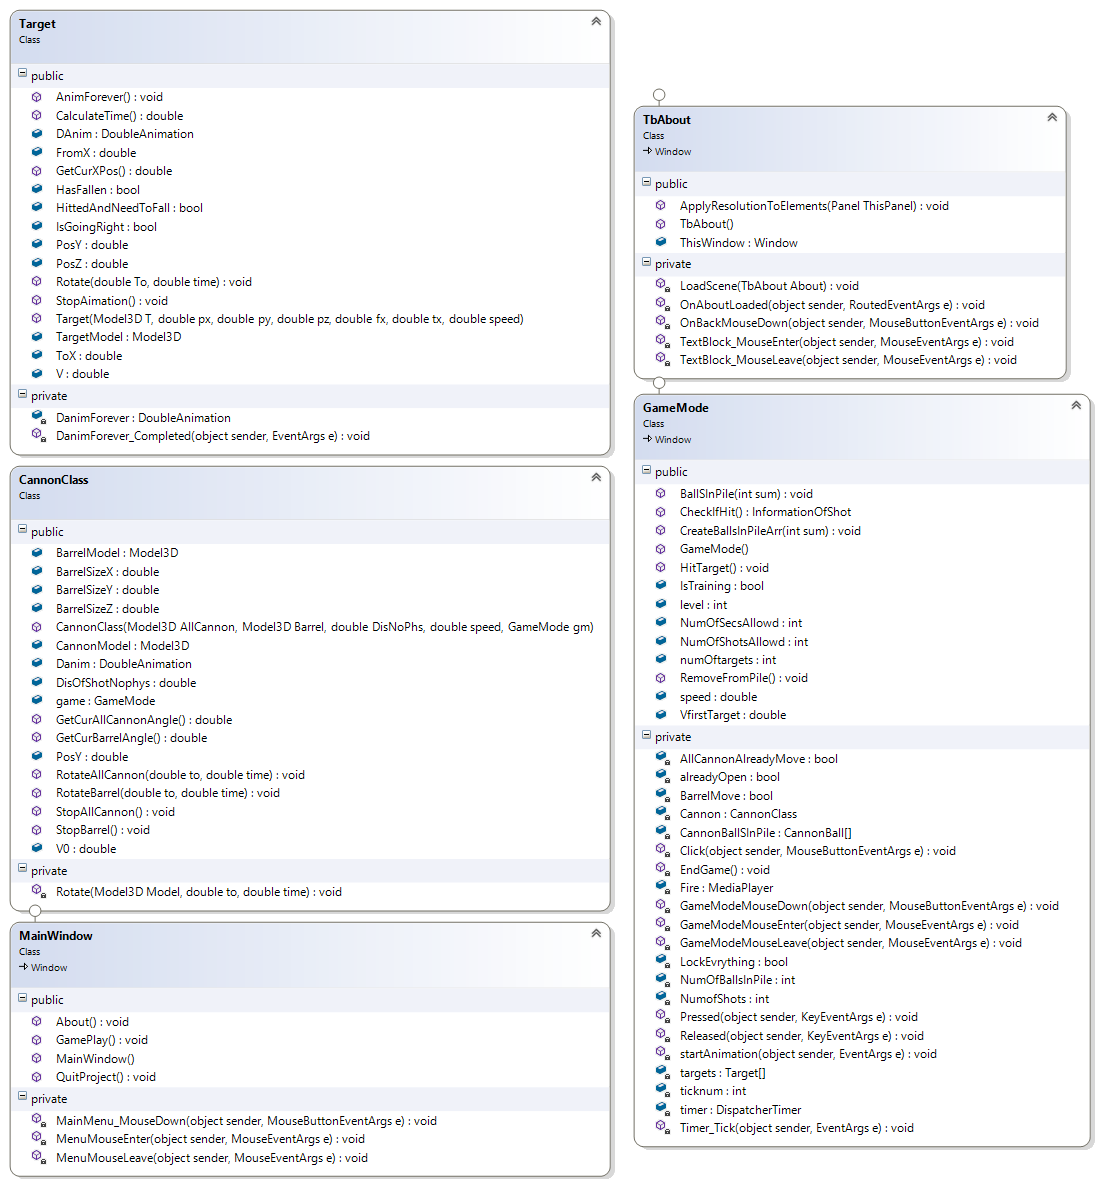 Target
Class
public
AnimForever() : void
CalculateTime() : double
DAnim : DoubleAnimation
FromX : double
GetCurXPos() : double
HasFallen : bool
HittedAndNeedToFall : bool
IsGoingRight : bool
PosY : double
PosZ : double
Rotate(double To, double time) : void
StopAimation() : void
Target(Model3D T, double px, double py, double pz, double fx, double tx, double speed)
TargetModel : Model3D
ToX : double
V : double
private
DanimForever : DoubleAnimation
DanimForever_Completed(object sender, EventArgs e) : void
CannonClass
Class
public
BarrelModel : Model3D
BarrelSizeX : double
BarrelSizeY : double
BarrelSizeZ : double
CannonClass(Model3D AllCannon, Model3D Barrel, double DisNoPhs, double speed, GameMode gm)
CannonModel : Model3D
Danim : DoubleAnimation
DisOfShotNophys : double
game : GameMode
GetCurAllCannonAngle() : double
GetCurBarrelAngle() : double
PosY : double
RotateAllCannon(double to, double time) : void
RotateBarrel(double to, double time) : void
StopAllCannon() : void
StopBarrel() : void
V0 : double
private
Rotate(Model3D Model, double to, double time) : void
MainWindow
Class
Window
public
About() : void
GamePlay() : void
MainWindow()
QuitProject() : void
private
MainMenu_MouseDown(object sender, MouseButtonEventArgs e) : void
MenuMouseEnter(object sender, MouseEventArgs e) : void
MenuMouseLeave(object sender, MouseEventArgs e) : void
TbAbout
Class
Window
public
ApplyResolutionToElements(Panel ThisPanel) : void
TbAbout()
ThisWindow : Window
private
LoadScene(TbAbout About) : void
OnAboutLoaded(object sender, RoutedEventArgs e) : void
OnBackMouseDown(object sender, MouseButtonEventArgs e) : void
TextBlock_MouseEnter(object sender, MouseEventArgs e) : void
TextBlock_MouseLeave(object sender, MouseEventArgs e) : void
GameMode
Class
Window
public
BallSInPile(int sum) : void
CheckIfHit() : InformationOfShot
CreateBallsInPileArr(int sum) : void
GameMode()
HitTarget() : void
IsTraining : bool
level : int
NumOfSecsAllowd : int
NumOfShotsAllowd : int
numOftargets : int
RemoveFromPile() : void
speed : double
VfirstTarget : double
private
AllCannonAlreadyMove : bool
alreadyOpen : bool
BarrelMove : bool
Cannon : CannonClass
CannonBallSInPile : CannonBall[]
Click(object sender, MouseButtonEventArgs e) : void
EndGame() : void
Fire : MediaPlayer
GameModeMouseDown(object sender, MouseButtonEventArgs e) : void
GameModeMouseEnter(object sender, MouseEventArgs e) : void
GameModeMouseLeave(object sender, MouseEventArgs e) : void
LockEvrything : bool
NumOfBallsInPile : int
NumofShots : int
Pressed(object sender, KeyEventArgs e) : void
Released(object sender, KeyEventArgs e) : void
startAnimation(object sender, EventArgs e) : void
targets : Target[]
ticknum : int
timer : DispatcherTimer
Timer_Tick(object sender, EventArgs e) : void